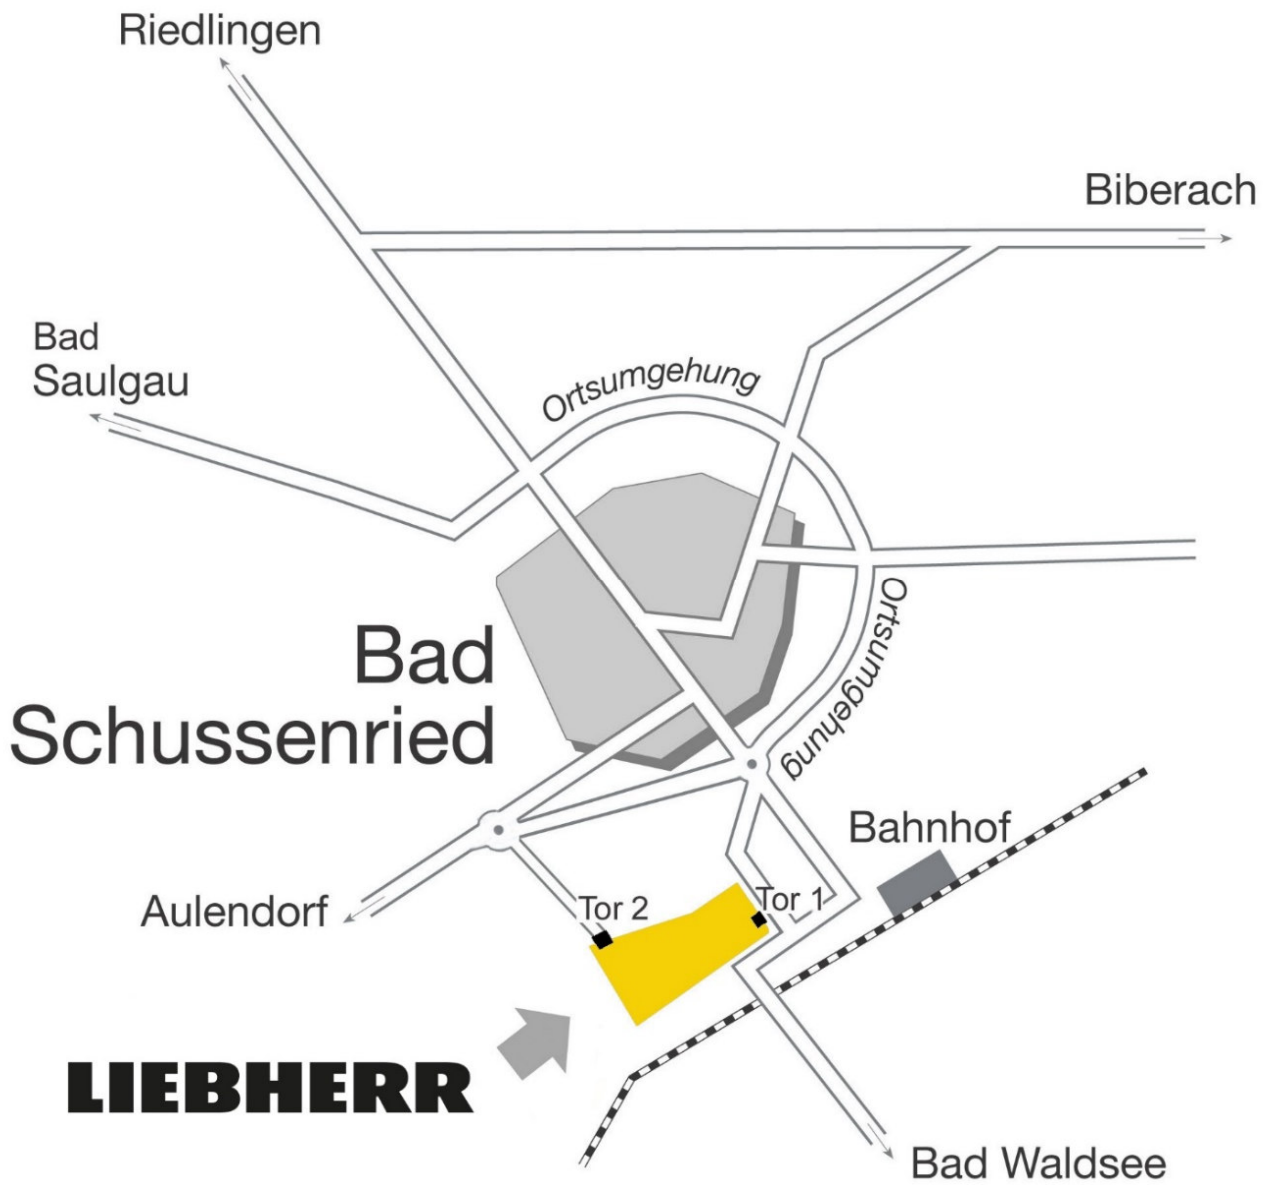 Riedlingen
Biberach
Bad
Saulgau
Ortsumgehung
Ortsumgehung
Bad
Schussenried
Bahnhof
Aulendorf
Tor 2
Tor 1
LIEBHERR
Bad Waldsee